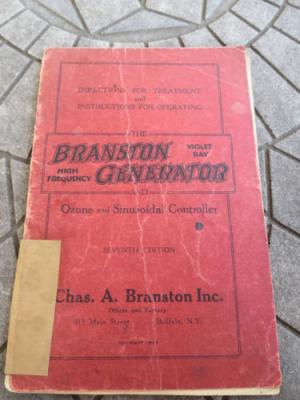 DIRECTIONS FOR TREATMENT
and
INSTRUCTIONS FOR OPERATING
THE
BRANSTON VIOLET RAY
HIGH FREQUENCY GENERATOR
AND
Ozone and Sinusoidal Controller
SEVENTH EDITION
Chas. A. Branston Inc.
Offices and Factory:
Main Street Buffalo, N.Y.